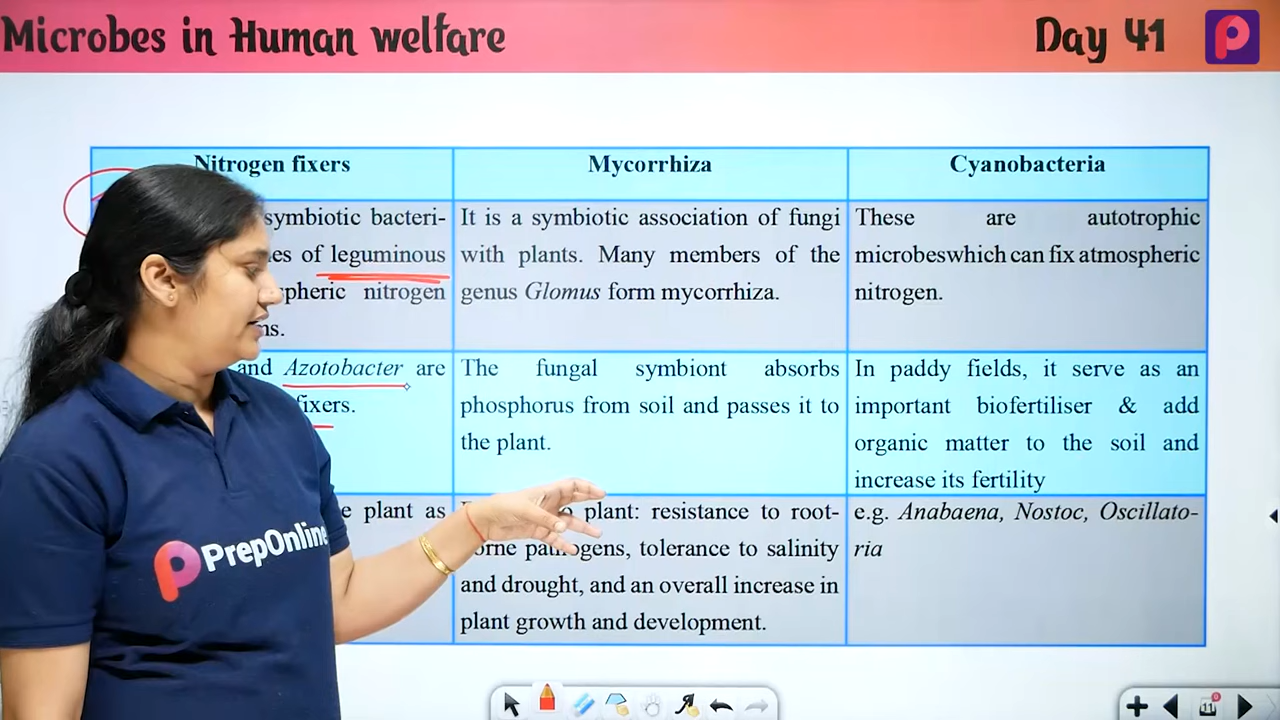 Microbes in Human welfare
Day 41
Nitrogen fixers
symbiotic bacteri-
of leguminous
nitrogen
and Azotobacter are
fixers.
plant as
Mycorrhiza
It is a symbiotic association of fungi
with plants. Many members of the
genus Glomus form mycorrhiza.
The fungal symbiont absorbs
phosphorus from soil and passes it to
the plant.
plant: resistance to root-
tolerance to salinity
and drought, and an overall increase in
plant growth and development.
Cyanobacteria
These are autotrophic
microbeswhich can fix atmospheric
nitrogen.
In paddy fields, it serve as an
important biofertiliser & add
organic matter to the soil and
increase its fertility
e.g. Anabaena, Nostoc, Oscillato-
ria
PrepOnline
11